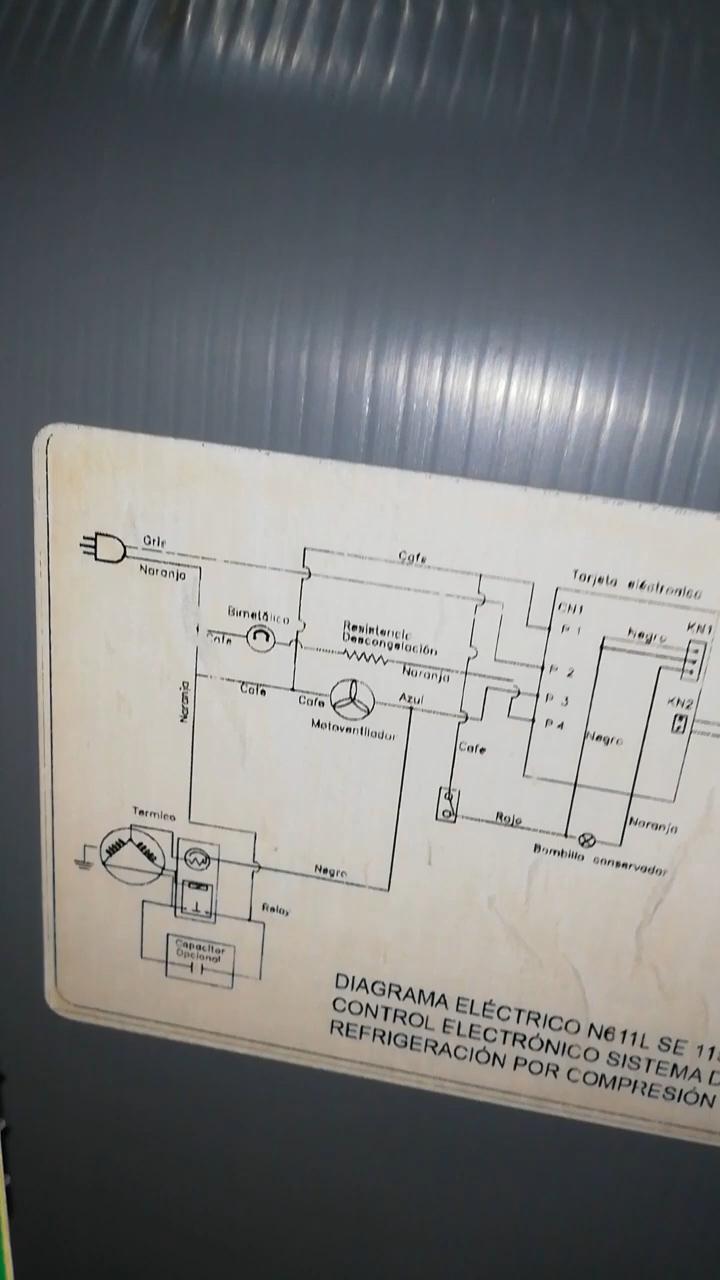 Gris
Naranja
Cafe
Tarjeta eléctronica
CN1
P 1
KN1
Negro
Bimetálico
Cafe
Resistencia
Descongelación
Naranja
P 2
Cafe
Cafe
Azul
P 3
KN2
P 4
Motoventilador
Naranja
Negro
Cafe
Rojo
Naranja
Bombillo conservador
Termico
Negro
Relay
Capacitor
Opcional
DIAGRAMA ELÉCTRICO N611L SE
CONTROL ELECTRÓNICO SISTEMA
REFRIGERACIÓN POR COMPRESIÓN